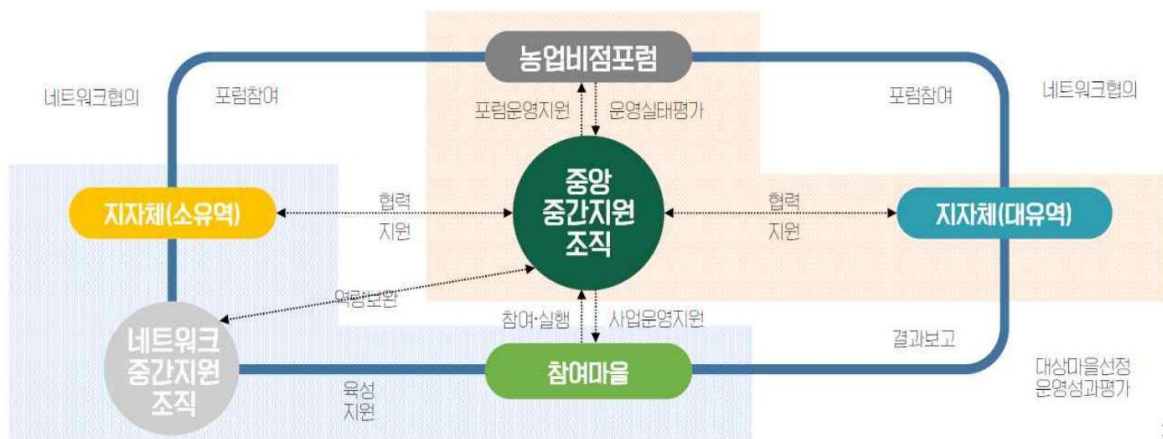 농업비점포럼
네트워크협의
포럼참여
포럼참여
네트워크협의
포럼운영지원
운영실태평가
중앙
중간지원
조직
지자체(소유역)
협력
지원
협력
지원
지자체(대유역)
역량보완
네트워크
중간지원
조직
참여·실행
사업운영지원
결과보고
참여마을
육성
지원
대상마을선정
운영성과평가